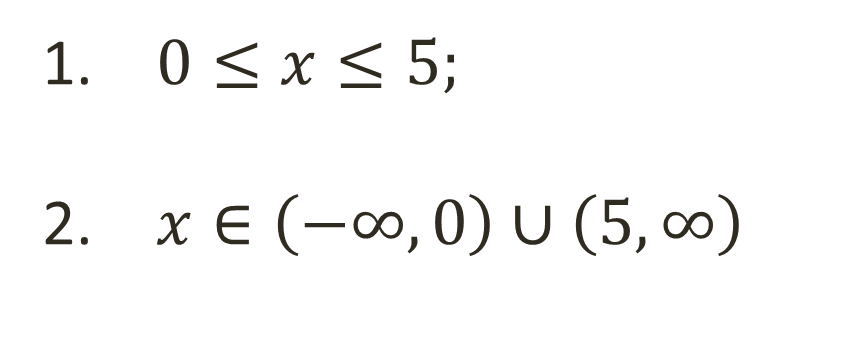 1. 0 ≤ x ≤ 5;
2. x ∈ (−∞, 0) ∪ (5, ∞)